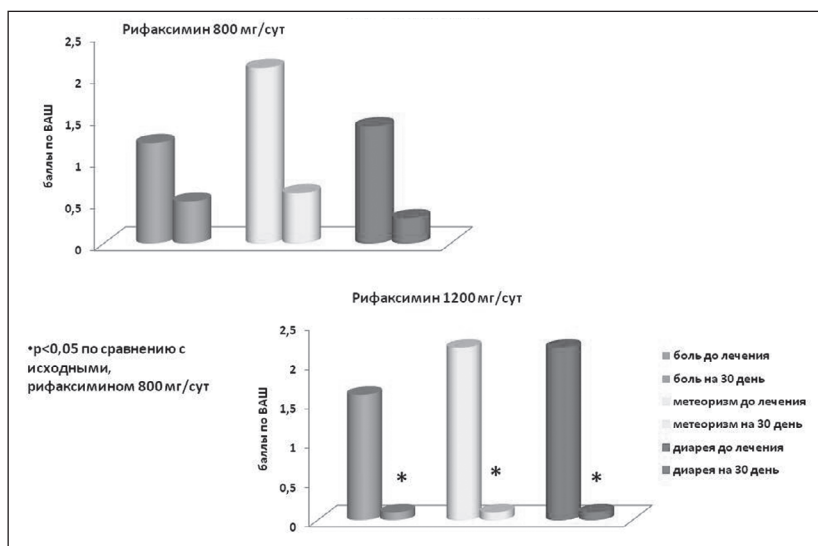 Рифаксимин 800 мг/сут
баллы по ВАШ
2,5
2
1,5
1
0,5
0
Рифаксимин 1200 мг/сут
•p<0,05 по сравнению с
исходными,
рифаксимином 800 мг/сут
баллы по ВАШ
2,5
2
1,5
1
0,5
0
*
*
*
боль до лечения
боль на 30 день
метеоризм до лечения
метеоризм на 30 день
диарея до лечения
диарея на 30 день